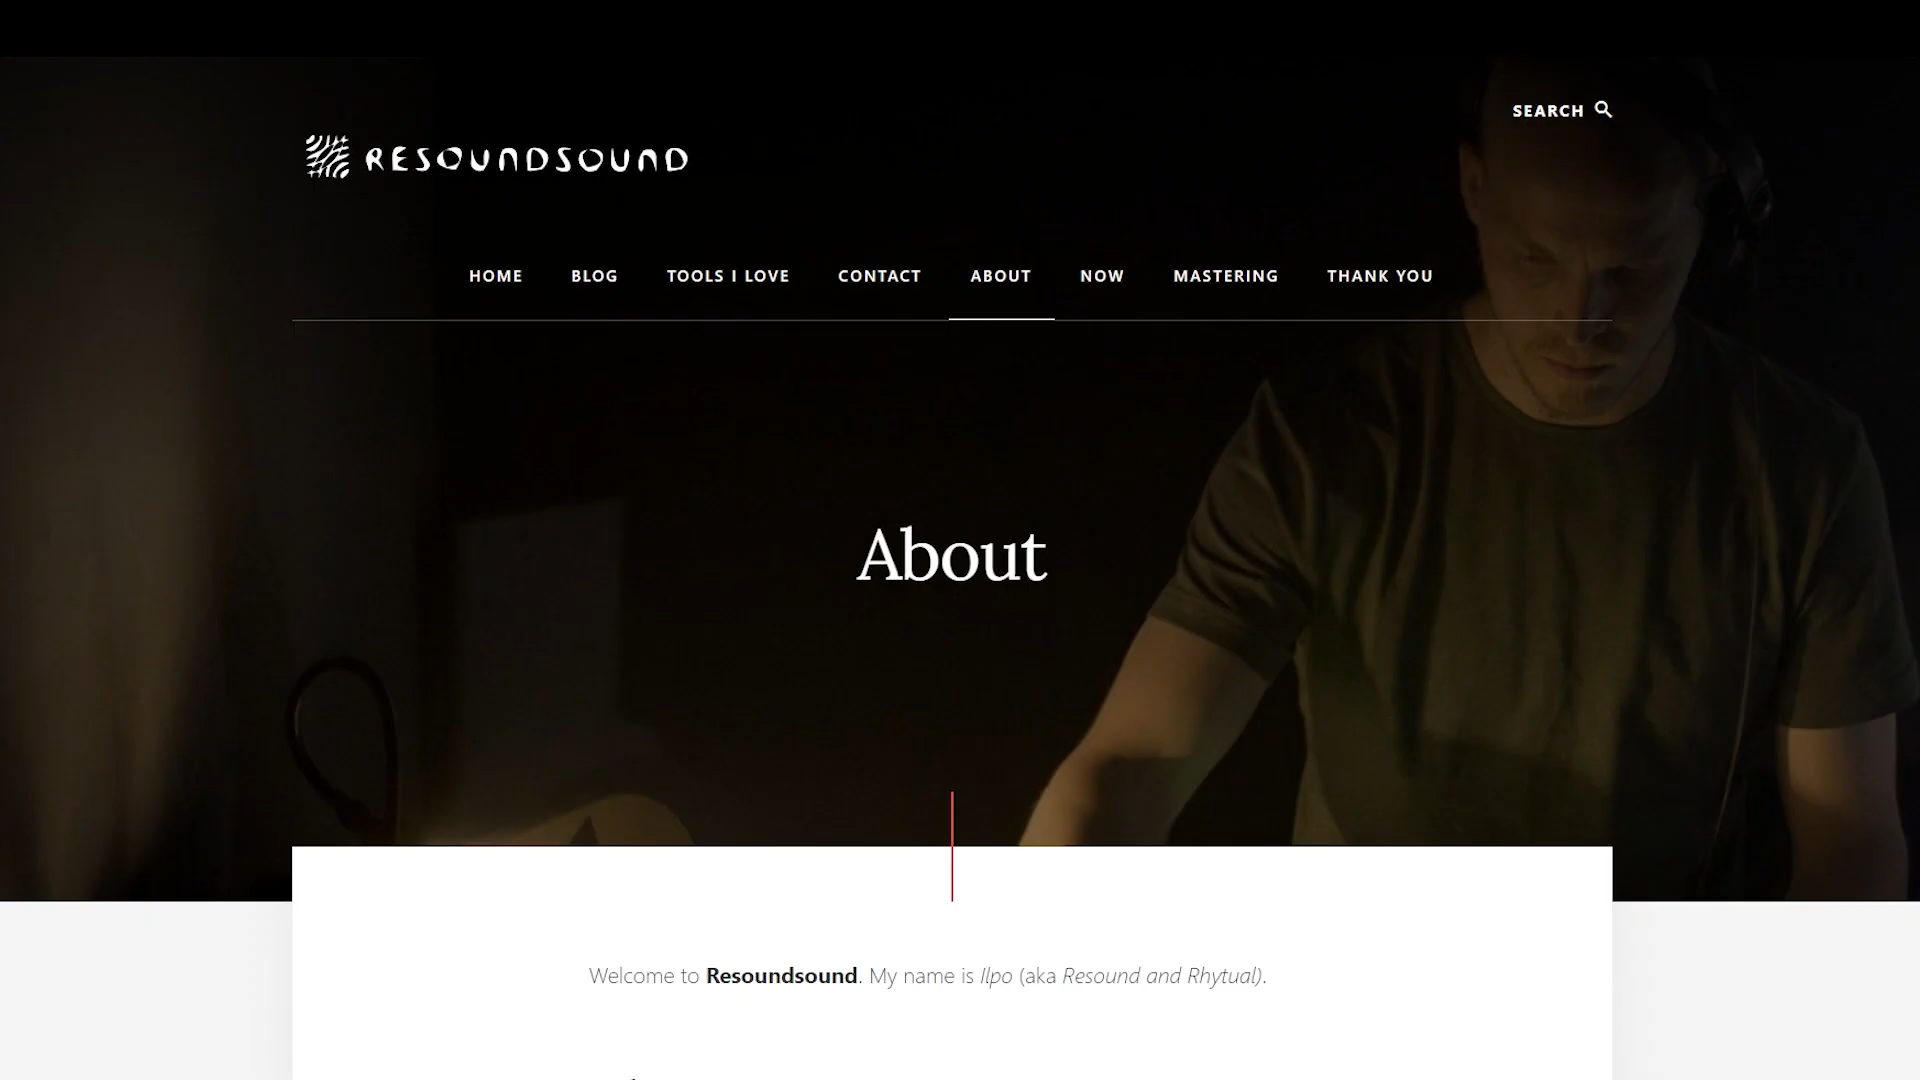 SEARCH
RESOUNDSOUND
HOME BLOG TOOLS I LOVE CONTACT ABOUT NOW MASTERING THANK YOU
About
Welcome to Resoundsound. My name is Ilpo (aka Resound and Rhytual).